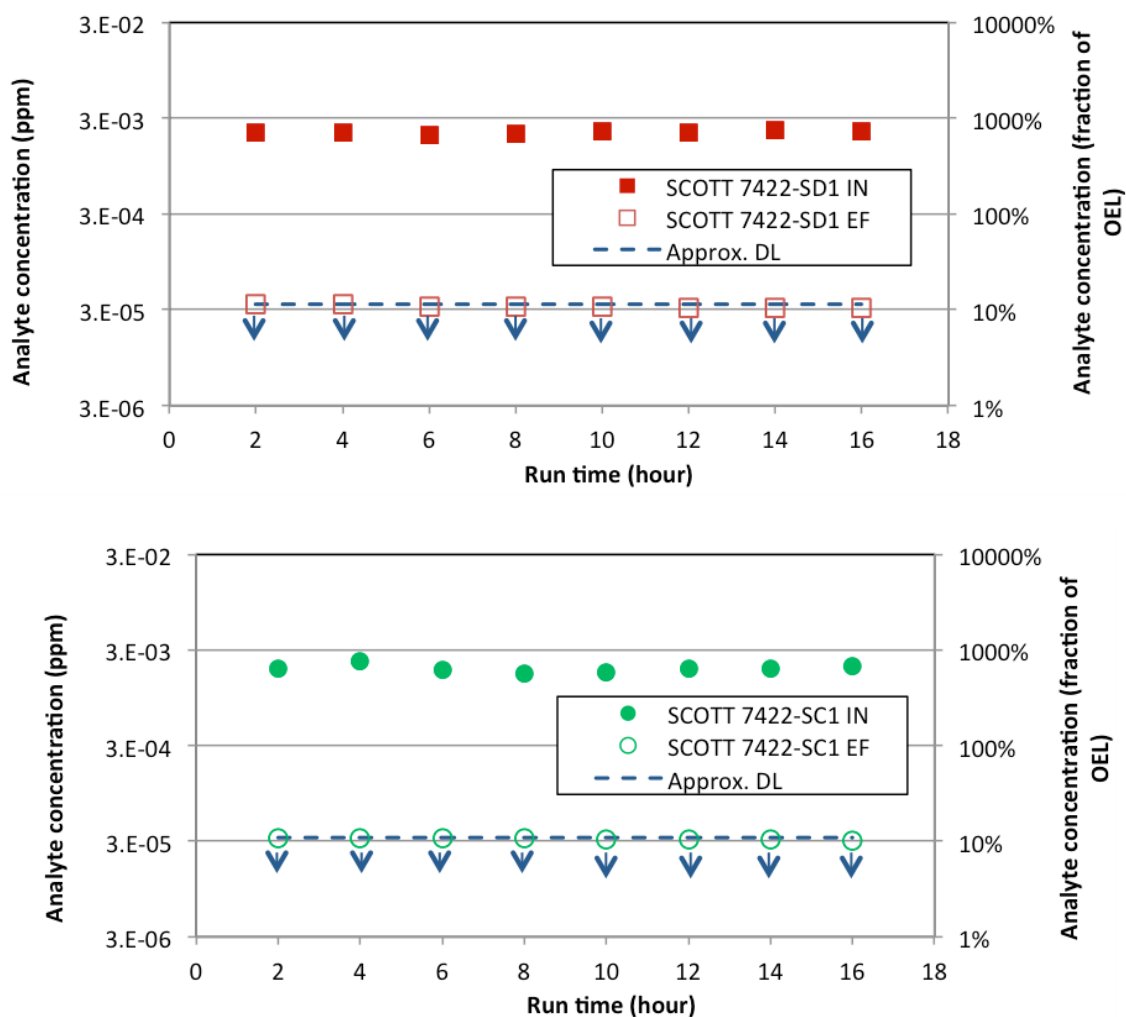 3.E-02
3.E-03
3.E-04
3.E-05
3.E-06
Analyte concentration (ppm)
10000%
1000%
100%
10%
1%
Analyte concentration (fraction of
OEL)
SCOTT 7422-SD1 IN
SCOTT 7422-SD1 EF
Approx. DL
0 2 4 6 8 10 12 14 16 18
Run time (hour)
3.E-02
3.E-03
3.E-04
3.E-05
3.E-06
Analyte concentration (ppm)
10000%
1000%
100%
10%
1%
Analyte concentration (fraction of
OEL)
SCOTT 7422-SC1 IN
SCOTT 7422-SC1 EF
Approx. DL
0 2 4 6 8 10 12 14 16 18
Run time (hour)